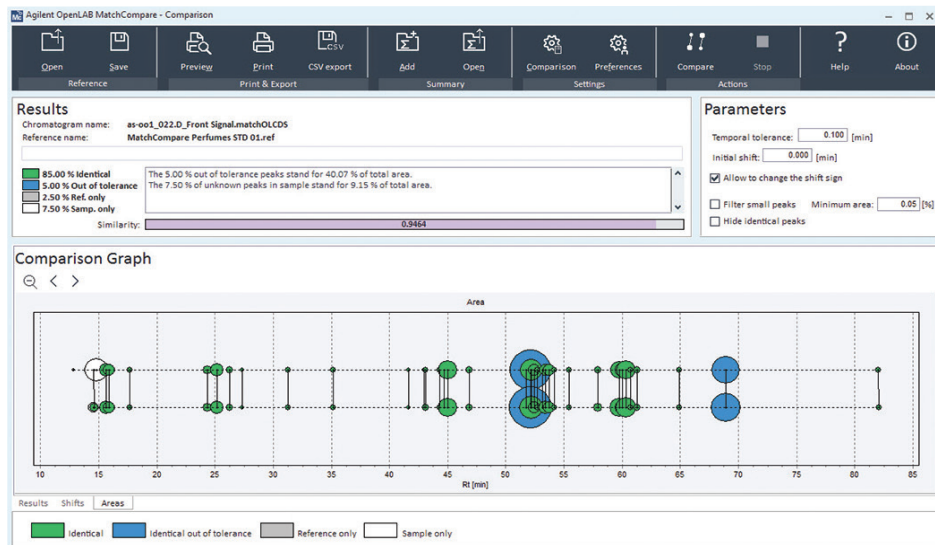 Agilent OpenLAB MatchCompare - Comparison
Open Save Preview Print CSV export Add Open Comparison Preferences Compare Stop Help About
Reference Print & Export Summary Settings Actions
Results
Chromatogram name: as-oo1_022.D_Front Signal.matchOLCDS
Reference name: MatchCompare Perfumes STD 01.ref
85.00 % Identical
5.00 % Out of tolerance
2.50 % Ref. only
7.50 % Samp. only
The 5.00 % out of tolerance peaks stand for 40.07 % of total area.
The 7.50 % of unknown peaks in sample stand for 9.15 % of total area.
Similarity: 0.9464
Parameters
Temporal tolerance: 0.100 [min]
Initial shift: 0.000 [min]
Allow to change the shift sign
Filter small peaks Minimum area: 0.05 [%]
Hide identical peaks
Comparison Graph
Area
10 15 20 25 30 35 40 45 50 55 60 65 70 75 80 85
Rt [min]
Results Shifts Areas
Identical Identical out of tolerance Reference only Sample only